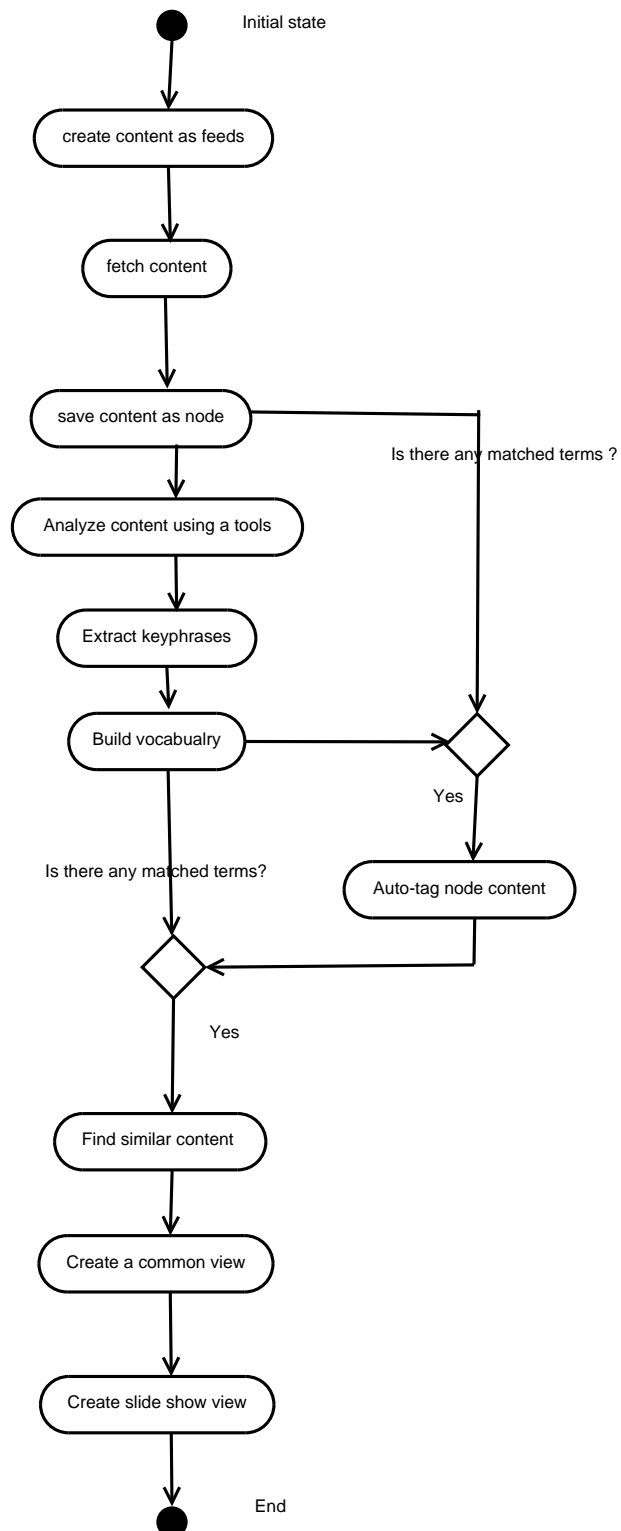 Initial state
create content as feeds
fetch content
save content as node
Is there any matched terms ?
Analyze content using a tools
Extract keyphrases
Build vocabualry
Yes
Is there any matched terms?
Auto-tag node content
Yes
Find similar content
Create a common view
Create slide show view
End